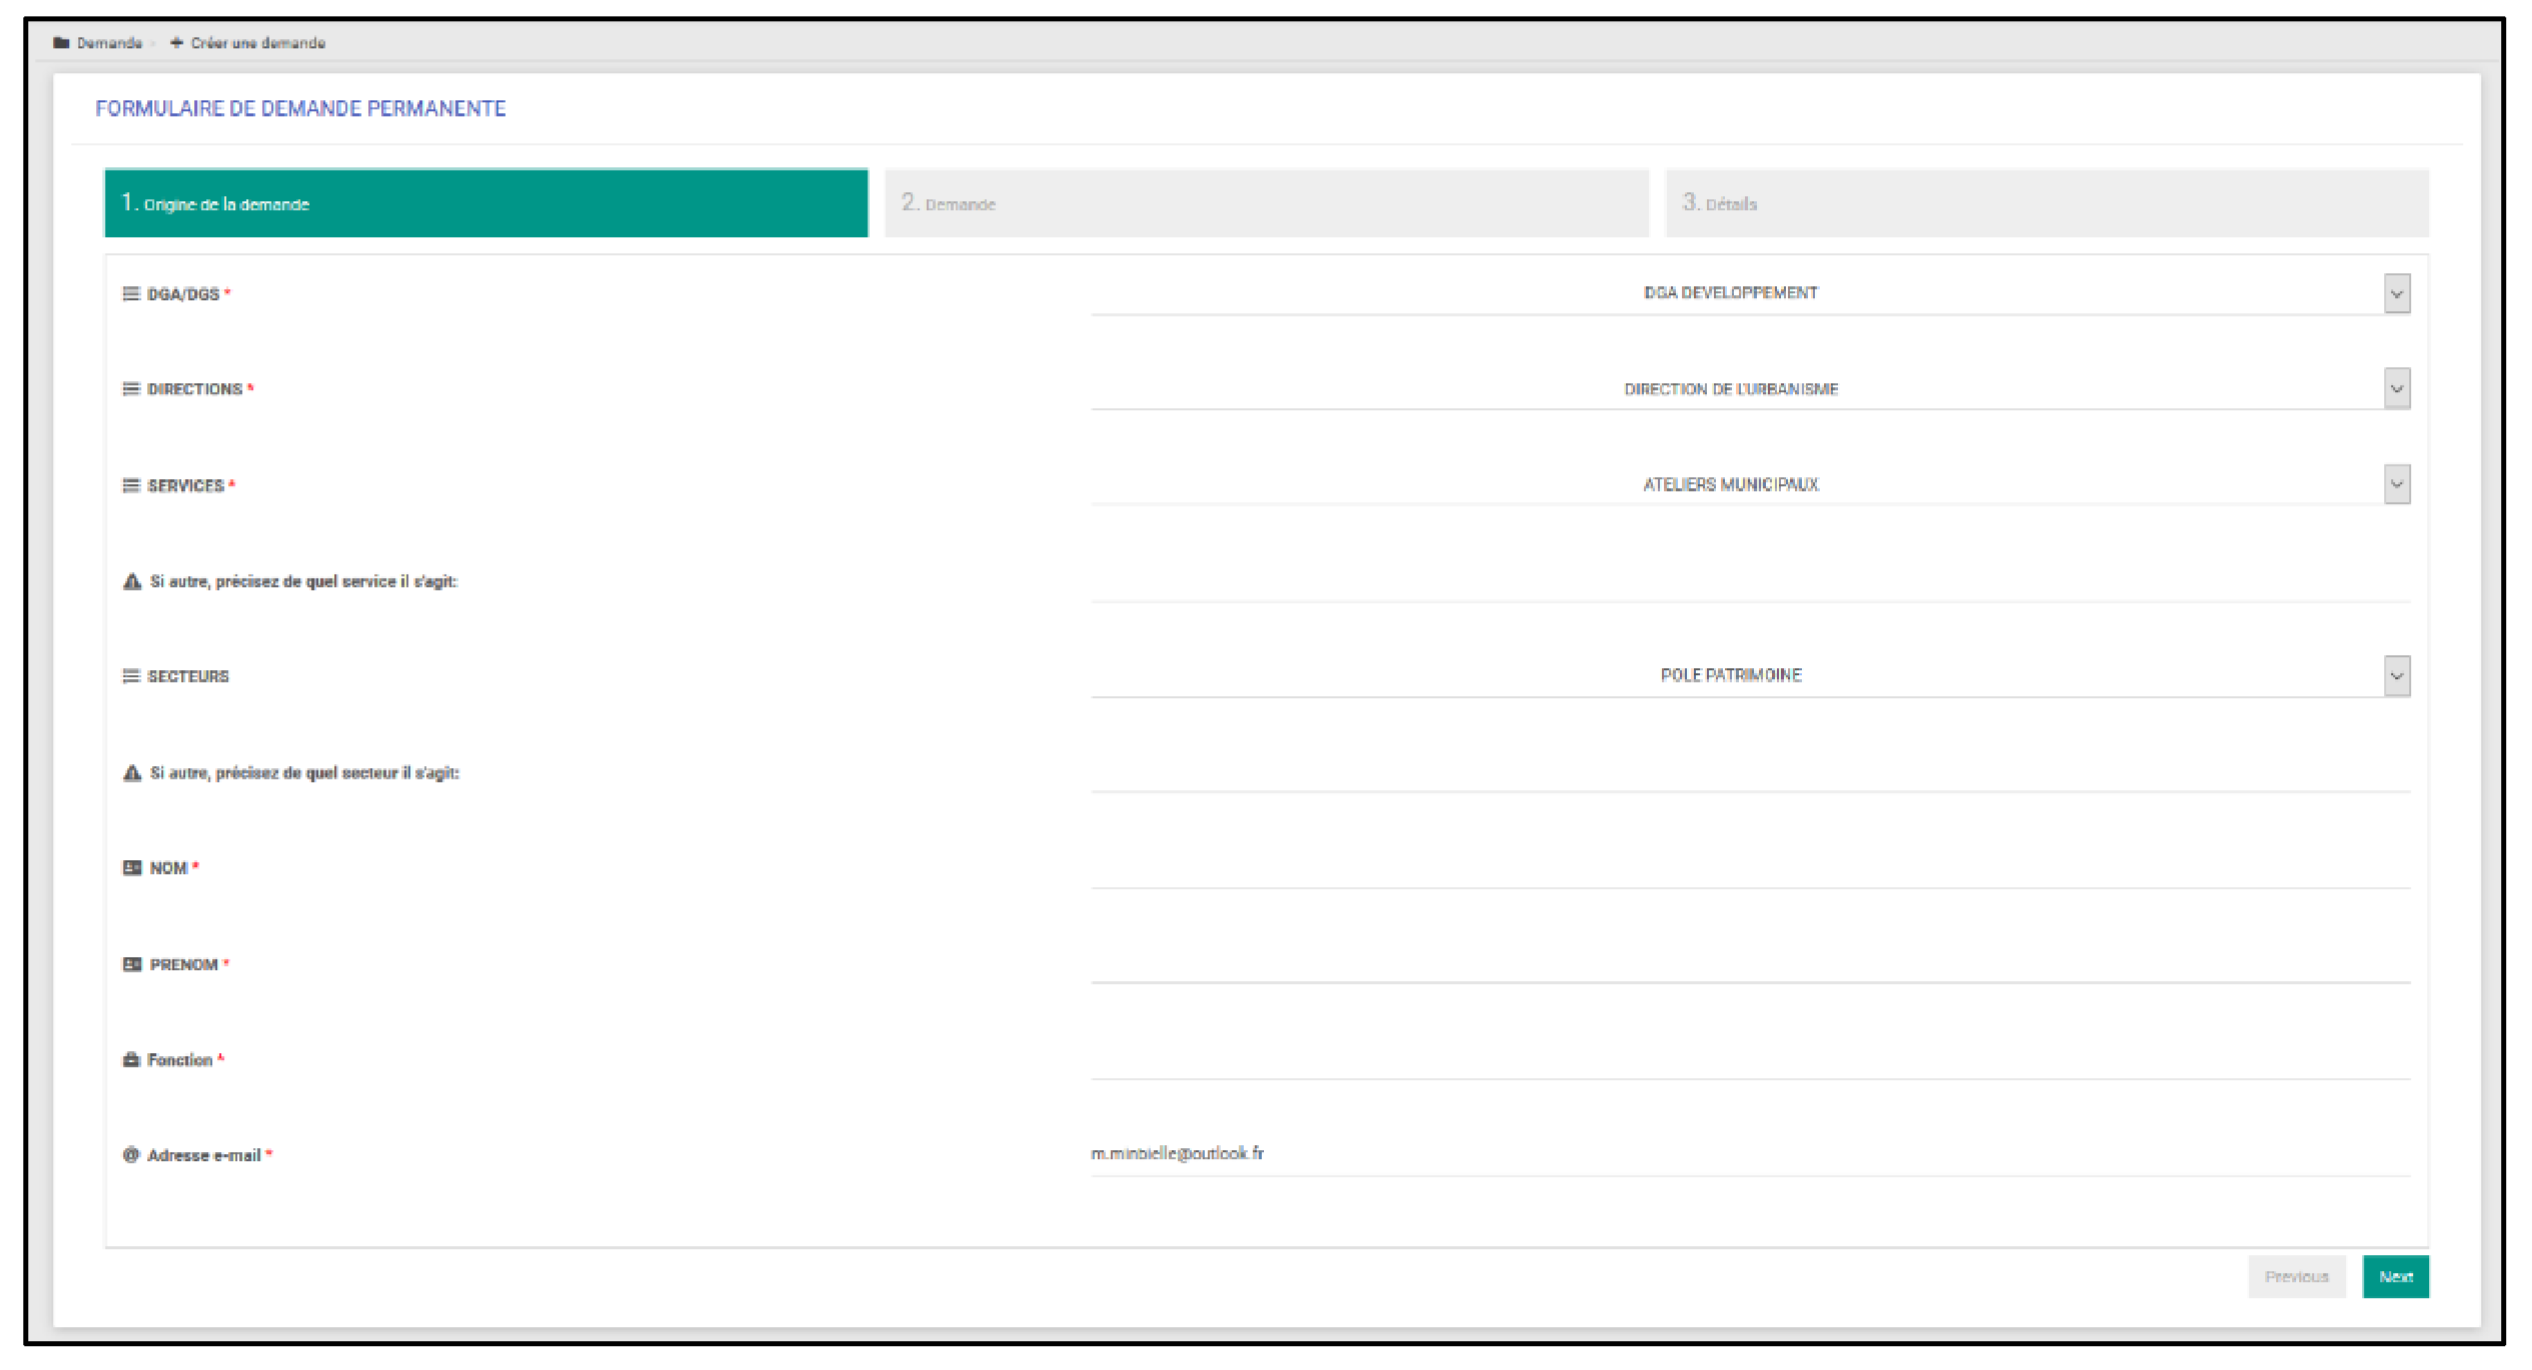 Demande + Créer une demande
FORMULAIRE DE DEMANDE PERMANENTE
1. Origine de la demande
2. Demande
3. Détails
DGA/DGS *
DGA DEVELOPPEMENT
DIRECTIONS *
DIRECTION DE L'URBANISME
SERVICES *
ATELIERS MUNICIPAUX
Si autre, précisez de quel service il s'agit:
SECTEURS
POLE PATRIMOINE
Si autre, précisez de quel secteur il s'agit:
NOM *
PRENOM *
Fonction *
@ Adresse e-mail *
m.minbielle@outlook.fr
Previous
Next